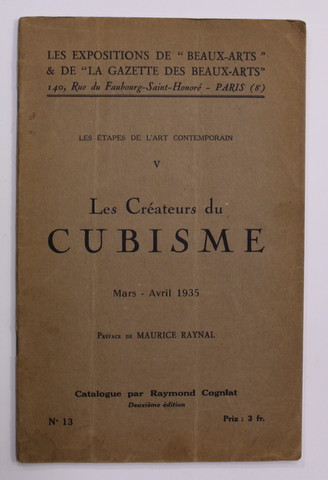 LES EXPOSITIONS DE " BEAUX-ARTS "
& DE "LA GAZETTE DES BEAUX-ARTS"
140, Rue du Faubourg-Saint-Honoré - PARIS (8ᵉ)
LES ÉTAPES DE L'ART CONTEMPORAIN
V
Les Créateurs du
CUBISME
Mars - Avril 1935
PRÉFACE DE MAURICE RAYNAL
Catalogue par Raymond Cogniat
Deuxième édition
Nº 13
Prix : 3 fr.